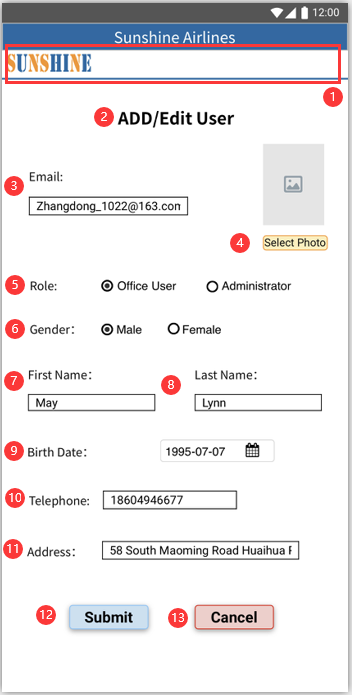 12:00
Sunshine Airlines
SUNSHINE
1
2 ADD/Edit User
3 Email:
Zhangdong_1022@163.com
4 Select Photo
5 Role: Office User Administrator
6 Gender: Male Female
7 First Name: 8 Last Name:
May Lynn
9 Birth Date: 1995-07-07
10 Telephone: 18604946677
11 Address: 58 South Maoming Road Huaihua
12 Submit 13 Cancel